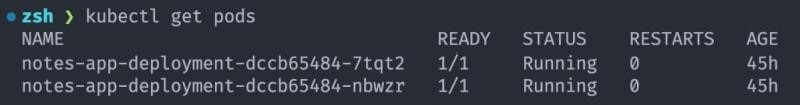 zsh ❯ kubectl get pods
NAME READY STATUS RESTARTS AGE
notes-app-deployment-dccb65484-7tqt2 1/1 Running 0 45h
notes-app-deployment-dccb65484-nbwzr 1/1 Running 0 45h